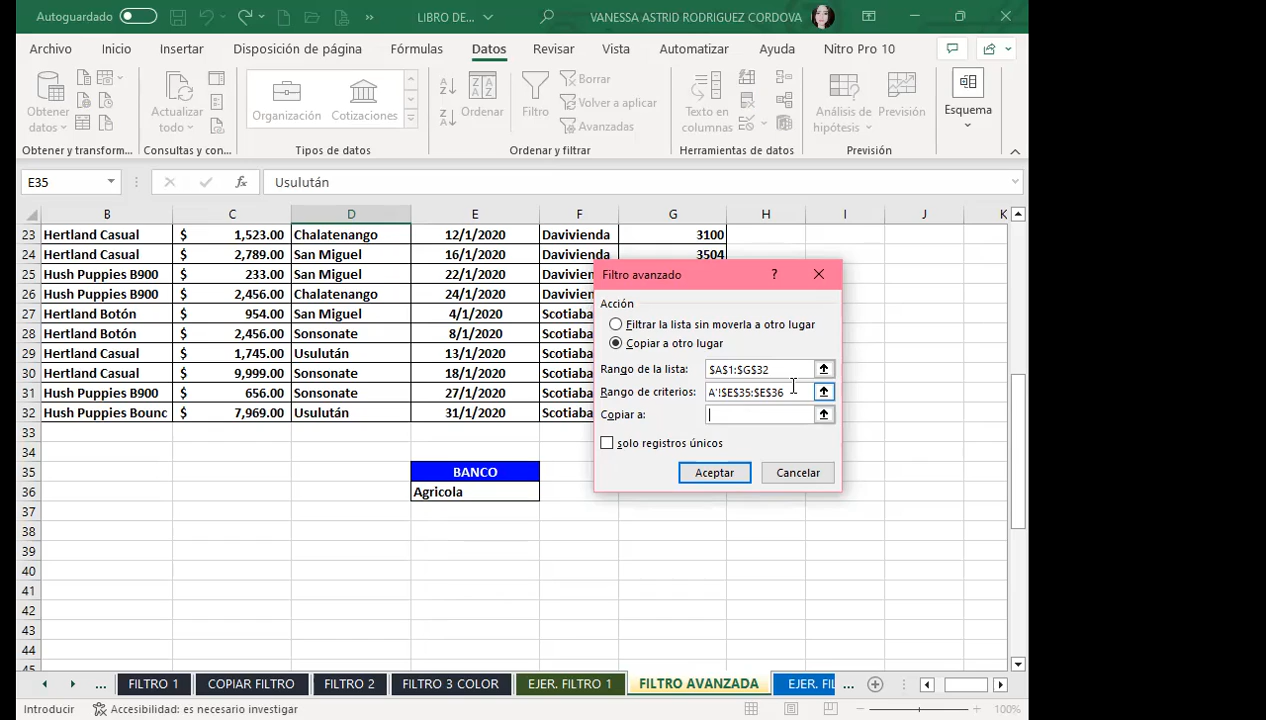 Autoguardado LIBRO DE... VANESSA ASTRID RODRIGUEZ CORDOVA
Archivo Inicio Insertar Disposición de página Fórmulas Datos Revisar Vista Automatizar Ayuda Nitro Pro 10
Obtener datos
Actualizar todo
Organización Cotizaciones
Ordenar
Filtro
Borrar
Volver a aplicar
Avanzadas
Texto en columnas
Análisis de hipótesis
Previsión
Esquema
Obtener y transform... Consultas y con... Tipos de datos Ordenar y filtrar Herramientas de datos Previsión
E35 fx Usulután
B C D E F G H I J K
23 Hertland Casual $ 1,523.00 Chalatenango 12/1/2020 Davivienda 3100
24 Hertland Casual $ 2,789.00 San Miguel 16/1/2020 Davivienda 3504
25 Hush Puppies B900 $ 233.00 San Miguel 22/1/2020 Davivien
26 Hush Puppies B900 $ 2,456.00 Chalatenango 24/1/2020 Davivien
27 Hertland Botón $ 954.00 San Miguel 4/1/2020 Scotiaba
28 Hertland Botón $ 2,456.00 Sonsonate 8/1/2020 Scotiaba
29 Hertland Casual $ 1,745.00 Usulután 13/1/2020 Scotiaba
30 Hertland Casual $ 9,999.00 Sonsonate 18/1/2020 Scotiaba
31 Hush Puppies B900 $ 656.00 Sonsonate 27/1/2020 Scotiaba
32 Hush Puppies Bounc $ 7,969.00 Usulután 31/1/2020 Scotiaba
33
34
35 BANCO
36 Agricola
37
38
39
40
41
42
43
44
45
Filtro avanzado ? 
Acción
Filtrar la lista sin moverla a otro lugar
Copiar a otro lugar
Rango de la lista: $A$1:$G$32
Rango de criterios: A'!$E$35:$E$36
Copiar a:
Solo registros únicos
Aceptar Cancelar
... FILTRO 1 COPIAR FILTRO FILTRO 2 FILTRO 3 COLOR EJER. FILTRO 1 FILTRO AVANZADA EJER. FIL ...
Introducir Accesibilidad: es necesario investigar 100%